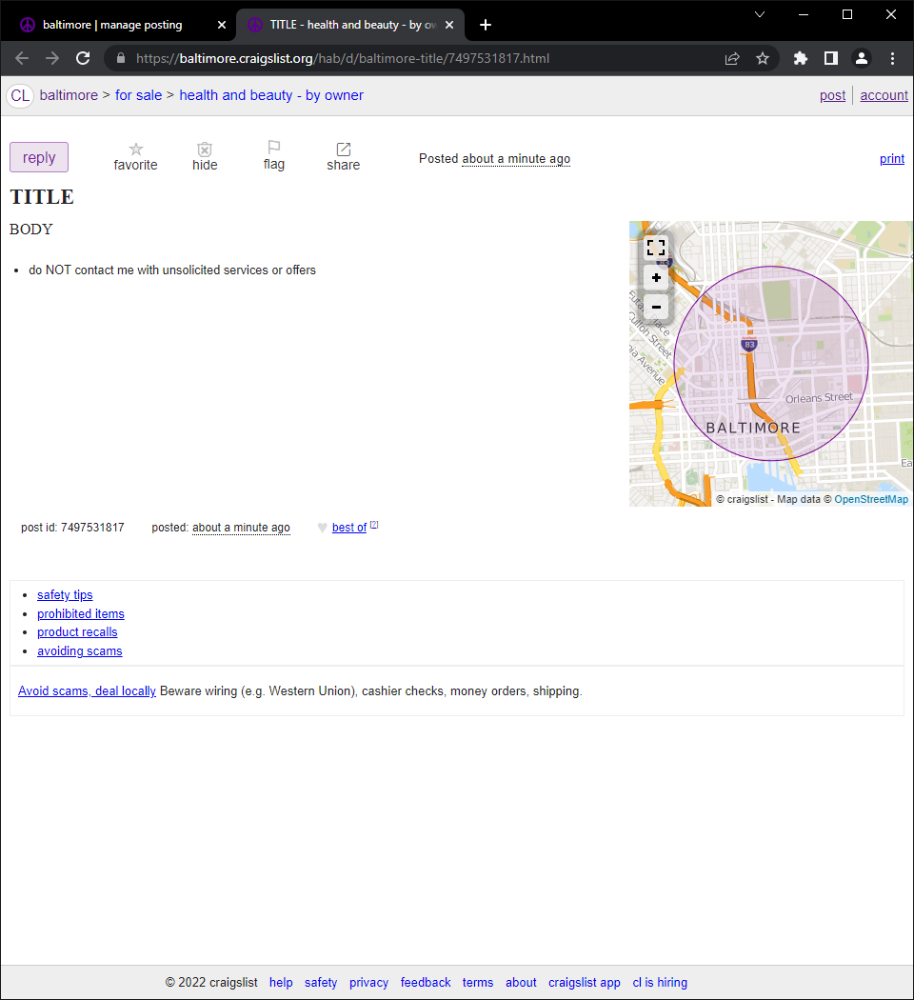 baltimore | manage posting
TITLE - health and beauty - by ow
https://baltimore.craigslist.org/hab/d/baltimore-title/7497531817.html
CL baltimore > for sale > health and beauty - by owner
post account
reply
favorite
hide
flag
share
Posted about a minute ago
print
TITLE
BODY
• do NOT contact me with unsolicited services or offers
+
−
Culloh Street
83
Orleans Street
BALTIMORE
© craigslist - Map data © OpenStreetMap
post id: 7497531817 posted: about a minute ago ♥ best of [?]
• safety tips
• prohibited items
• product recalls
• avoiding scams
Avoid scams, deal locally Beware wiring (e.g. Western Union), cashier checks, money orders, shipping.
© 2022 craigslist help safety privacy feedback terms about craigslist app cl is hiring